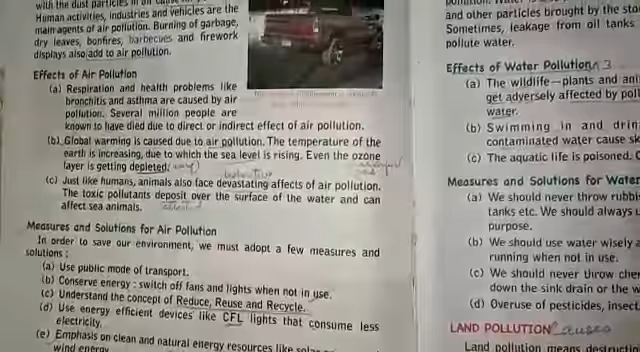 with the dust particles in air
Human activities, industries and vehicles are the
main agents of air pollution. Burning of garbage,
dry leaves, bonfires, barbecues and firework
displays also add to air pollution.
Effects of Air Pollution
(a) Respiration and health problems like
bronchitis and asthma are caused by air
pollution. Several million people are
known to have died due to direct or indirect effect of air pollution.
(b) Global warming is caused due to air pollution. The temperature of the
earth is increasing, due to which the sea level is rising. Even the ozone
layer is getting depleted.
(c) Just like humans, animals also face devastating affects of air pollution.
The toxic pollutants deposit over the surface of the water and can
affect sea animals.
Measures and Solutions for Air Pollution
In order to save our environment, we must adopt a few measures and
solutions :
(a) Use public mode of transport.
(b) Conserve energy : switch off fans and lights when not in use.
(c) Understand the concept of Reduce, Reuse and Recycle.
(d) Use energy efficient devices like CFL lights that consume less
electricity.
(e) Emphasis on clean and natural energy resources like
wind energy
and other particles brought by the
Sometimes, leakage from oil tanks
pollute water.
Effects of Water Pollution 3
(a) The wildlife—plants and
get adversely affected by
water.
(b) Swimming in and
contaminated water cause
(c) The aquatic life is poisoned.
Measures and Solutions for Water
(a) We should never throw
tanks etc. We should always
purpose.
(b) We should use water wisely
running when not in use.
(c) We should never throw
down the sink drain or the
(d) Overuse of pesticides,
LAND POLLUTION Causes
Land pollution means